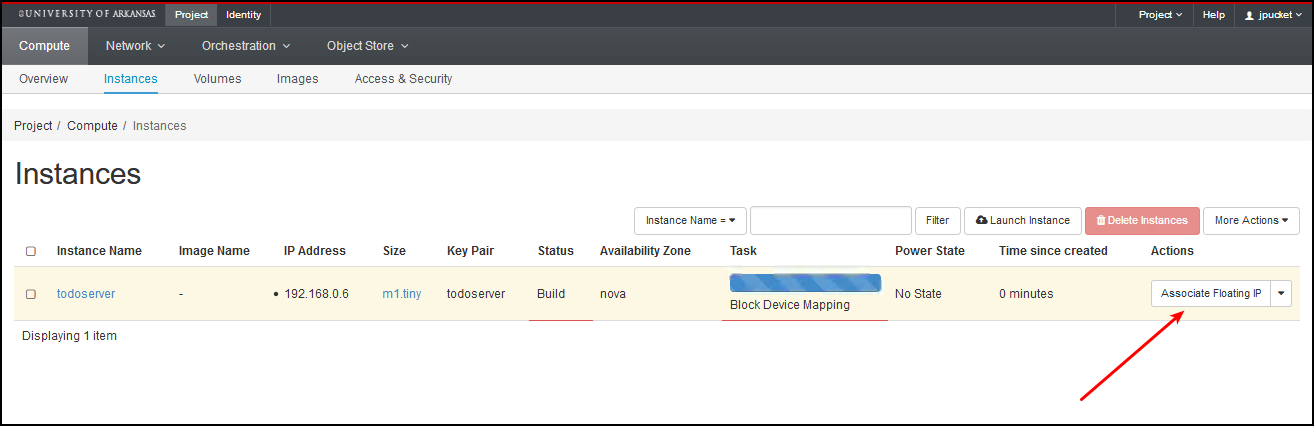 UNIVERSITY OF ARKANSAS. Project Identity Project Help jpucket
Compute Network Orchestration Object Store
Overview Instances Volumes Images Access & Security
Project / Compute / Instances
Instances
Instance Name = Filter Launch Instance Delete Instances More Actions
Instance Name Image Name IP Address Size Key Pair Status Availability Zone Task Power State Time since created Actions
todoserver - • 192.168.0.6 m1.tiny todoserver Build nova Block Device Mapping No State 0 minutes Associate Floating IP
Displaying 1 item